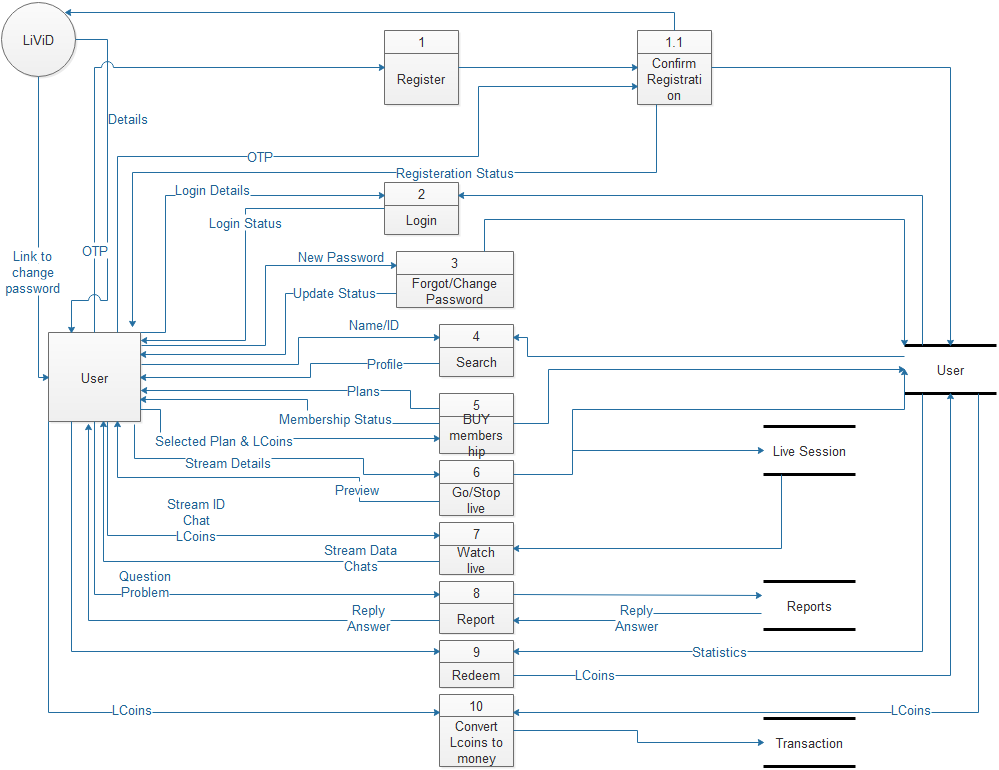 LiViD
1
Register
1.1
Confirm
Registrati
on
Details
OTP
Registeration Status
Login Details
2
Login
Login Status
Link to
change
password
OTP
New Password
3
Forgot/Change
Password
Update Status
Name/ID
4
Search
Profile
User
User
Plans
5
BUY
members
hip
Membership Status
Selected Plan & LCoins
Stream Details
6
Go/Stop
live
Live Session
Preview
Stream ID
Chat
LCoins
7
Watch
live
Stream Data
Chats
Question
Problem
8
Report
Reply
Answer
Reply
Answer
Reports
9
Redeem
Statistics
LCoins
LCoins
10
Convert
Lcoins to
money
LCoins
Transaction